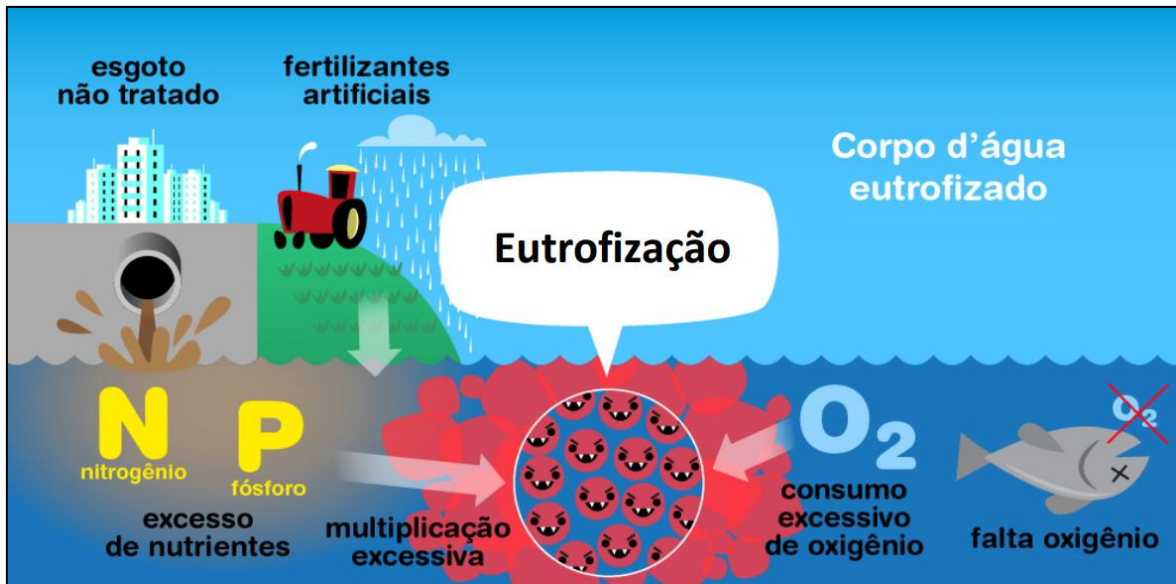 esgoto
não tratado
fertilizantes
artificiais
Corpo d'água
eutrofizado
Eutrofização
N
nitrogênio
P
fósforo
excesso
de nutrientes
multiplicação
excessiva
O₂
consumo
excessivo
de oxigênio
O₂
falta oxigênio